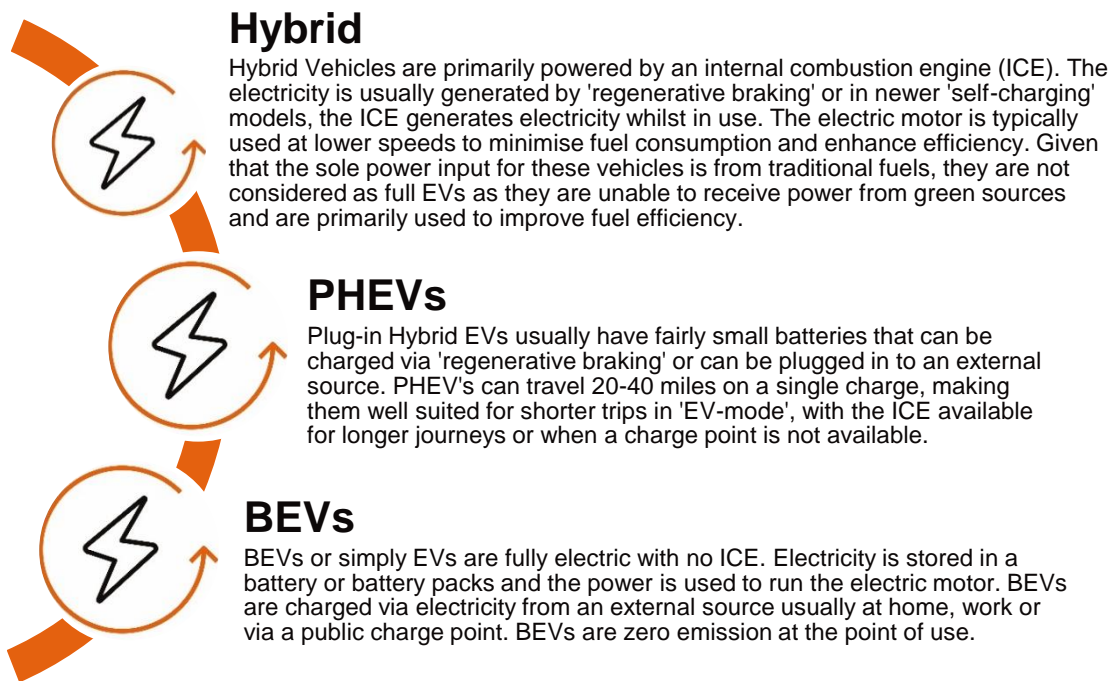 Hybrid
Hybrid Vehicles are primarily powered by an internal combustion engine (ICE). The
electricity is usually generated by 'regenerative braking' or in newer 'self-charging'
models, the ICE generates electricity whilst in use. The electric motor is typically
used at lower speeds to minimise fuel consumption and enhance efficiency. Given
that the sole power input for these vehicles is from traditional fuels, they are not
considered as full EVs as they are unable to receive power from green sources
and are primarily used to improve fuel efficiency.
PHEVs
Plug-in Hybrid EVs usually have fairly small batteries that can be
charged via 'regenerative braking' or can be plugged in to an external
source. PHEV's can travel 20-40 miles on a single charge, making
them well suited for shorter trips in 'EV-mode', with the ICE available
for longer journeys or when a charge point is not available.
BEVs
BEVs or simply EVs are fully electric with no ICE. Electricity is stored in a
battery or battery packs and the power is used to run the electric motor. BEVs
are charged via electricity from an external source usually at home, work or
via a public charge point. BEVs are zero emission at the point of use.